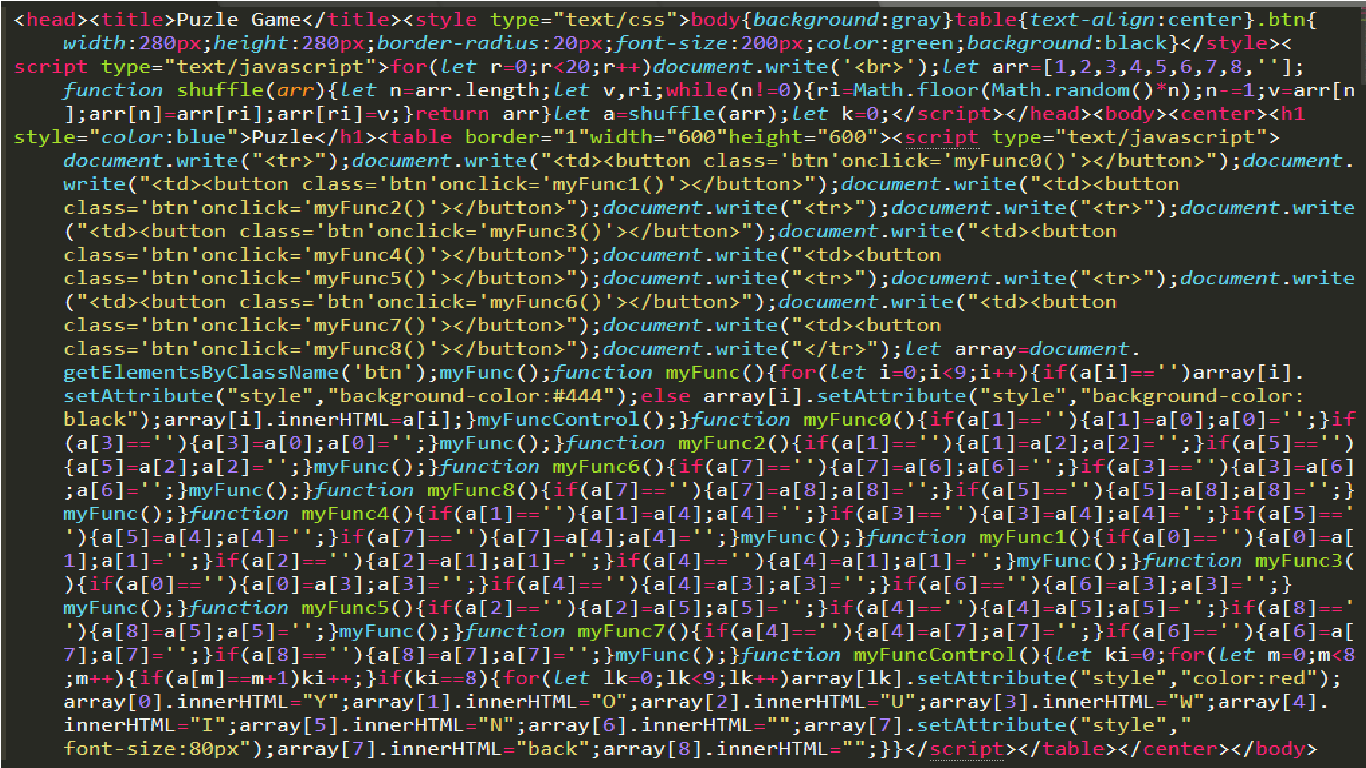 <head><title>Puzle Game</title><style type="text/css">body{background:gray}table{text-align:center}.btn{
width:280px;height:280px;border-radius:20px;font-size:200px;color:green;background:black}</style><
script type="text/javascript">for(let r=0;r<20;r++)document.write('<br>');let arr=[1,2,3,4,5,6,7,8,''];
function shuffle(arr){let n=arr.length;let v,ri;while(n!=0){ri=Math.floor(Math.random()*n);n-=1;v=arr[n
];arr[n]=arr[ri];arr[ri]=v;}return arr}let a=shuffle(arr);let k=0;</script></head><body><center><h1
style="color:blue">Puzle</h1><table border="1"width="600"height="600"><script type="text/javascript">
document.write("<tr>");document.write("<td><button class='btn'onclick='myFunc0()'></button>");document.
write("<td><button class='btn'onclick='myFunc1()'></button>");document.write("<td><button
class='btn'onclick='myFunc2()'></button>");document.write("<tr>");document.write("<tr>");document.write
("<td><button class='btn'onclick='myFunc3()'></button>");document.write("<td><button
class='btn'onclick='myFunc4()'></button>");document.write("<td><button
class='btn'onclick='myFunc5()'></button>");document.write("<tr>");document.write("<tr>");document.write
("<td><button class='btn'onclick='myFunc6()'></button>");document.write("<td><button
class='btn'onclick='myFunc7()'></button>");document.write("<td><button
class='btn'onclick='myFunc8()'></button>");document.write("</tr>");let array=document.
getElementsByClassName('btn');myFunc();function myFunc(){for(let i=0;i<9;i++){if(a[i]=='')array[i].
setAttribute("style","background-color:#444");else array[i].setAttribute("style","background-color:
black");array[i].innerHTML=a[i];}myFuncControl();}function myFunc0(){if(a[1]==''){a[1]=a[0];a[0]='';}if
(a[3]==''){a[3]=a[0];a[0]='';}myFunc();}function myFunc2(){if(a[1]==''){a[1]=a[2];a[2]='';}if(a[5]=='')
{a[5]=a[2];a[2]='';}myFunc();}function myFunc6(){if(a[7]==''){a[7]=a[6];a[6]='';}if(a[3]==''){a[3]=a[6]
;a[6]='';}myFunc();}function myFunc8(){if(a[7]==''){a[7]=a[8];a[8]='';}if(a[5]==''){a[5]=a[8];a[8]='';}
myFunc();}function myFunc4(){if(a[1]==''){a[1]=a[4];a[4]='';}if(a[3]==''){a[3]=a[4];a[4]='';}if(a[5]=='
'){a[5]=a[4];a[4]='';}if(a[7]==''){a[7]=a[4];a[4]='';}myFunc();}function myFunc1(){if(a[0]==''){a[0]=a[
1];a[1]='';}if(a[2]==''){a[2]=a[1];a[1]='';}if(a[4]==''){a[4]=a[1];a[1]='';}myFunc();}function myFunc3(
){if(a[0]==''){a[0]=a[3];a[3]='';}if(a[4]==''){a[4]=a[3];a[3]='';}if(a[6]==''){a[6]=a[3];a[3]='';}
myFunc();}function myFunc5(){if(a[2]==''){a[2]=a[5];a[5]='';}if(a[4]==''){a[4]=a[5];a[5]='';}if(a[8]=='
'){a[8]=a[5];a[5]='';}myFunc();}function myFunc7(){if(a[4]==''){a[4]=a[7];a[7]='';}if(a[6]==''){a[6]=a[
7];a[7]='';}if(a[8]==''){a[8]=a[7];a[7]='';}myFunc();}function myFuncControl(){let ki=0;for(let m=0;m<8
;m++){if(a[m]==m+1)ki++;}if(ki==8){for(let lk=0;lk<9;lk++)array[lk].setAttribute("style","color:red");
array[0].innerHTML="Y";array[1].innerHTML="O";array[2].innerHTML="U";array[3].innerHTML="W";array[4].
innerHTML="I";array[5].innerHTML="N";array[6].innerHTML="";array[7].setAttribute("style","
font-size:80px");array[7].innerHTML="back";array[8].innerHTML="";}}</script></table></center></body>